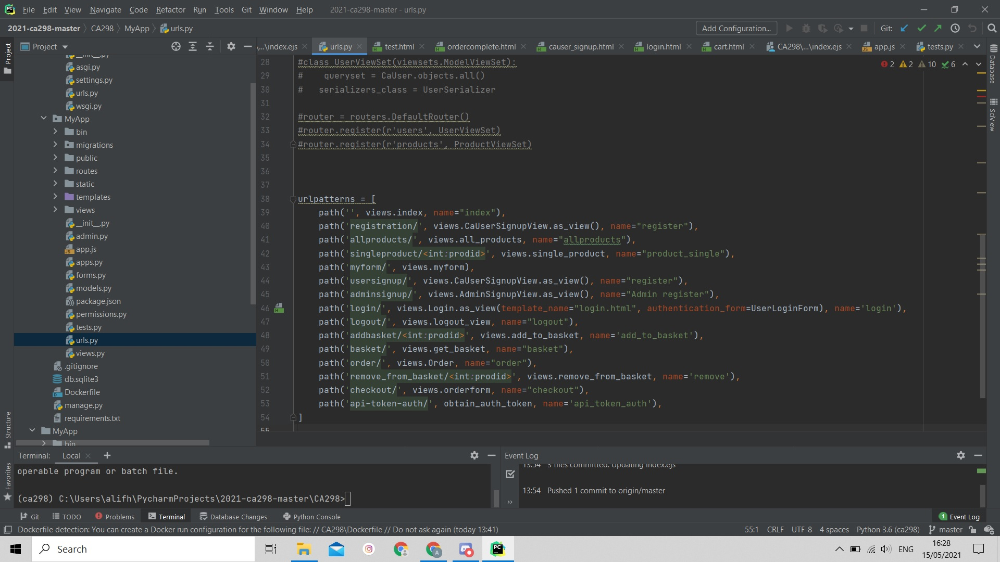 File Edit View Navigate Code Refactor Run Tools Git Window Help 2021-ca298-master - urls.py
2021-ca298-master CA298 MyApp urls.py Add Configuration... Git:
Project
...\index.ejs urls.py test.html ordercomplete.html causer_signup.html login.html cart.html CA298\...\index.ejs app.js tests.py
Project
__init__.py
asgi.py
settings.py
urls.py
wsgi.py
MyApp
bin
migrations
public
routes
static
templates
views
__init__.py
admin.py
app.js
apps.py
forms.py
models.py
package.json
permissions.py
tests.py
urls.py
views.py
.gitignore
db.sqlite3
Dockerfile
manage.py
requirements.txt
MyApp
bin
Structure
Favorites
2 2 10 6
28 #class UserViewSet(viewsets.ModelViewSet):
29 #    queryset = CaUser.objects.all()
30 #   serializers_class = UserSerializer
31
32 #router = routers.DefaultRouter()
33 #router.register(r'users', UserViewSet)
34 #router.register(r'products', ProductViewSet)
35
36
37
38 urlpatterns = [
39     path('', views.index, name="index"),
40     path('registration/', views.CaUserSignupView.as_view(), name="register"),
41     path('allproducts/', views.all_products, name="allproducts"),
42     path('singleproduct/<int:prodid>', views.single_product, name="product_single"),
43     path('myform/', views.myform),
44     path('usersignup/', views.CaUserSignupView.as_view(), name="register"),
45     path('adminsignup/', views.AdminSignupView.as_view(), name="Admin register"),
46     path('login/', views.Login.as_view(template_name="login.html", authentication_form=UserLoginForm), name='login'),
47     path('logout/', views.logout_view, name="logout"),
48     path('addbasket/<int:prodid>', views.add_to_basket, name='add_to_basket'),
49     path('basket/', views.get_basket, name="basket"),
50     path('order/', views.Order, name="order"),
51     path('remove_from_basket/<int:prodid>', views.remove_from_basket, name='remove'),
52     path('checkout/', views.orderform, name="checkout"),
53     path('api-token-auth/', obtain_auth_token, name='api_token_auth'),
54 ]
55
Database
SciView
Terminal: Local
operable program or batch file.
(ca298) C:\Users\alifh\PycharmProjects\2021-ca298-master\CA298>
Event Log
13:54 3 files committed: Updating index.ejs
13:54 Pushed 1 commit to origin/master
Git TODO Problems Terminal Database Changes Python Console 1 Event Log
Dockerfile detection: You can create a Docker run configuration for the following file: // CA298\Dockerfile // Do not ask again (today 13:41) 55:1 CRLF UTF-8 4 spaces Python 3.6 (ca298) master
Search
ENG
16:28
15/05/2021